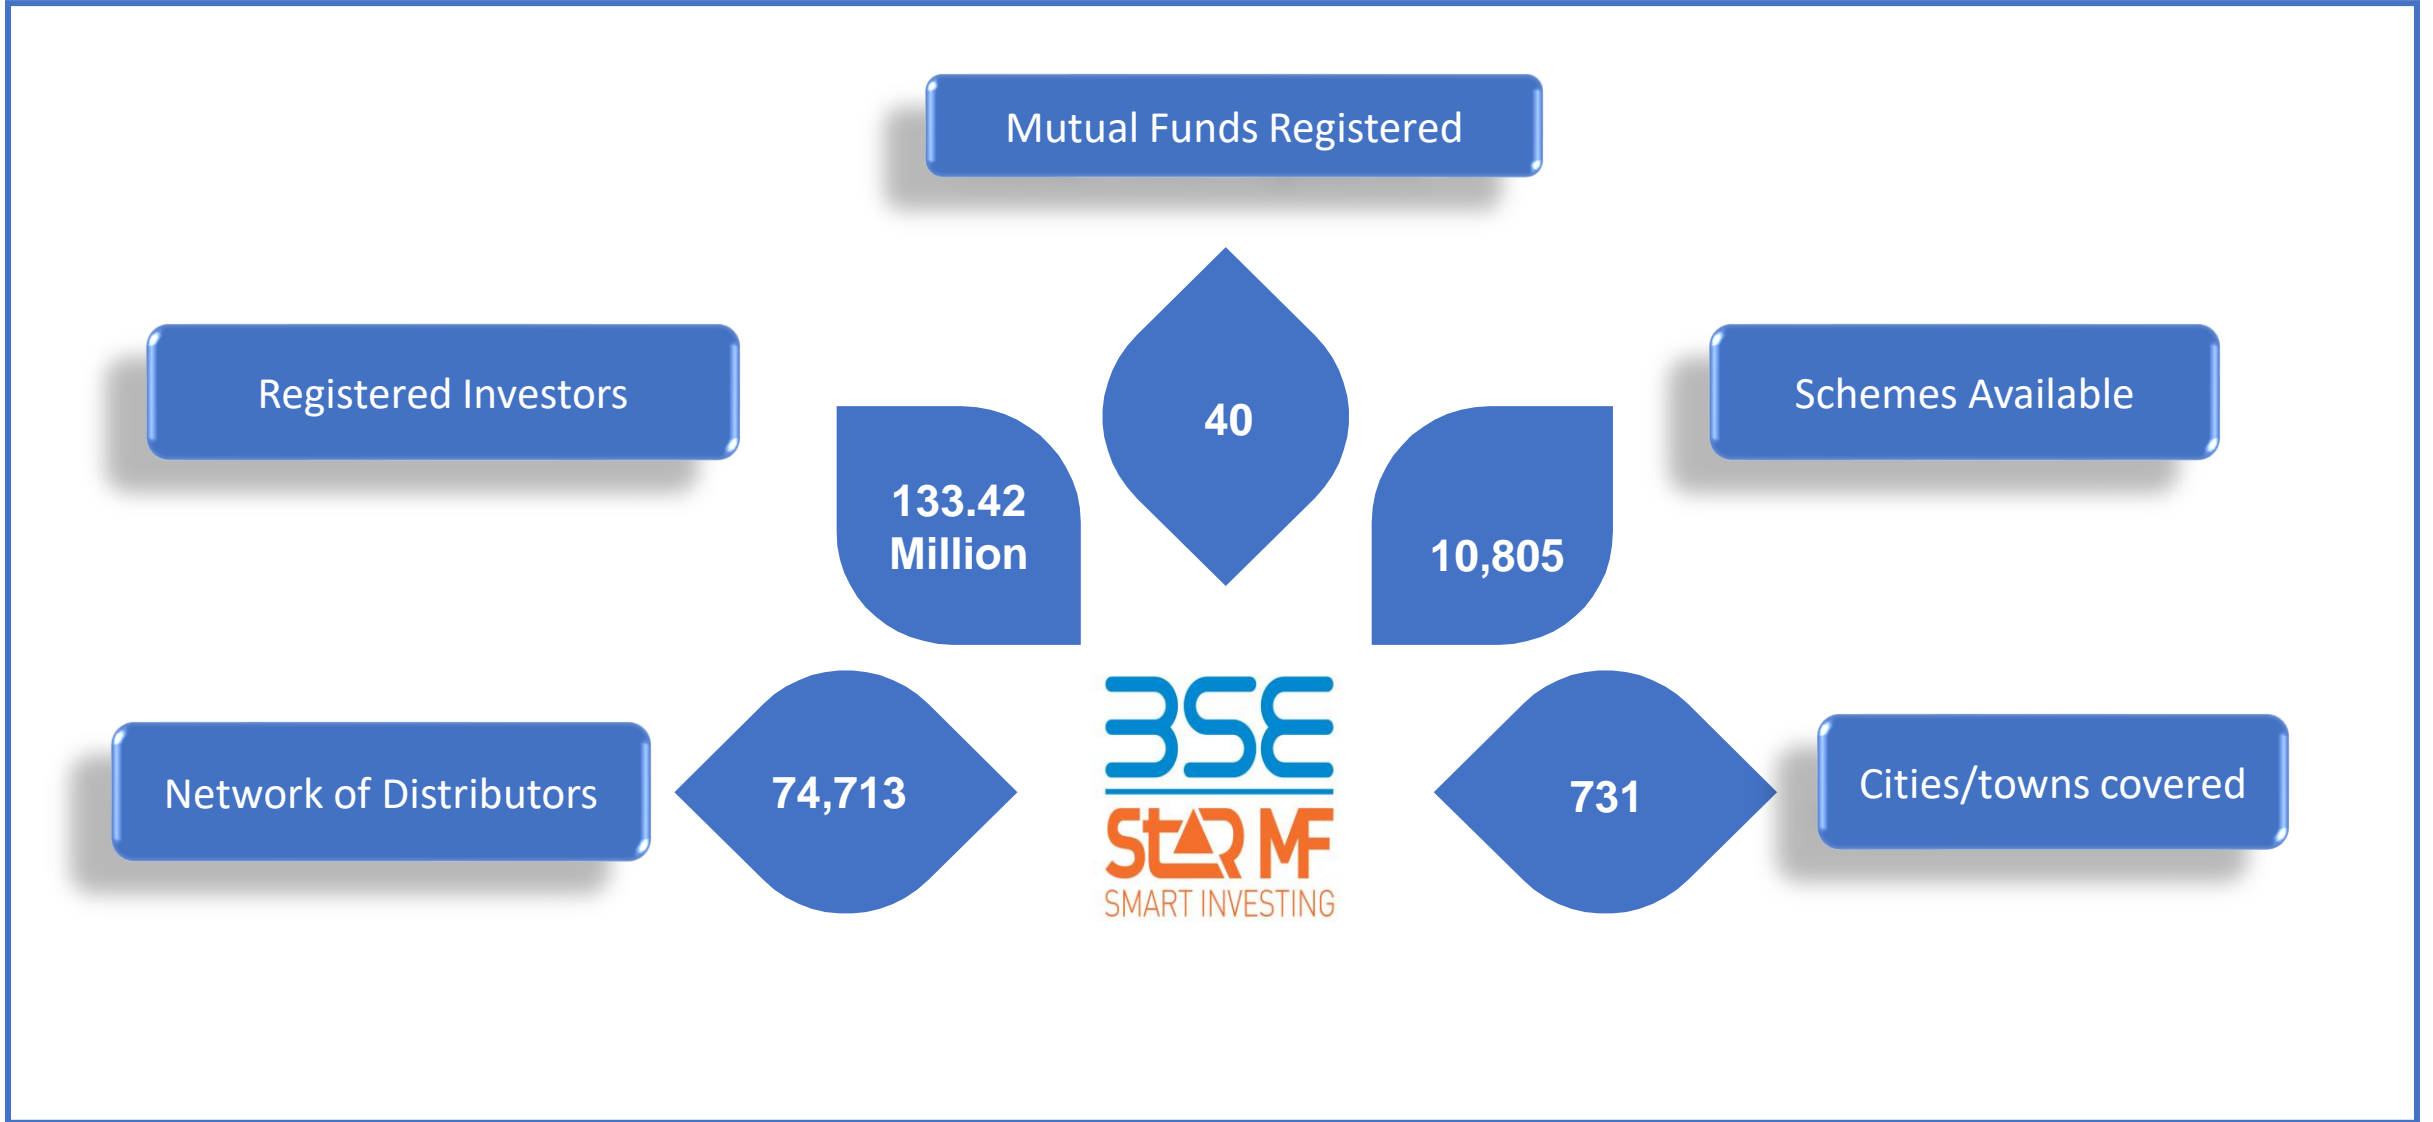 Mutual Funds Registered
Registered Investors
Schemes Available
40
133.42
Million
10,805
Network of Distributors
74,713
731
Cities/towns covered
BSE
StAR MF
SMART INVESTING